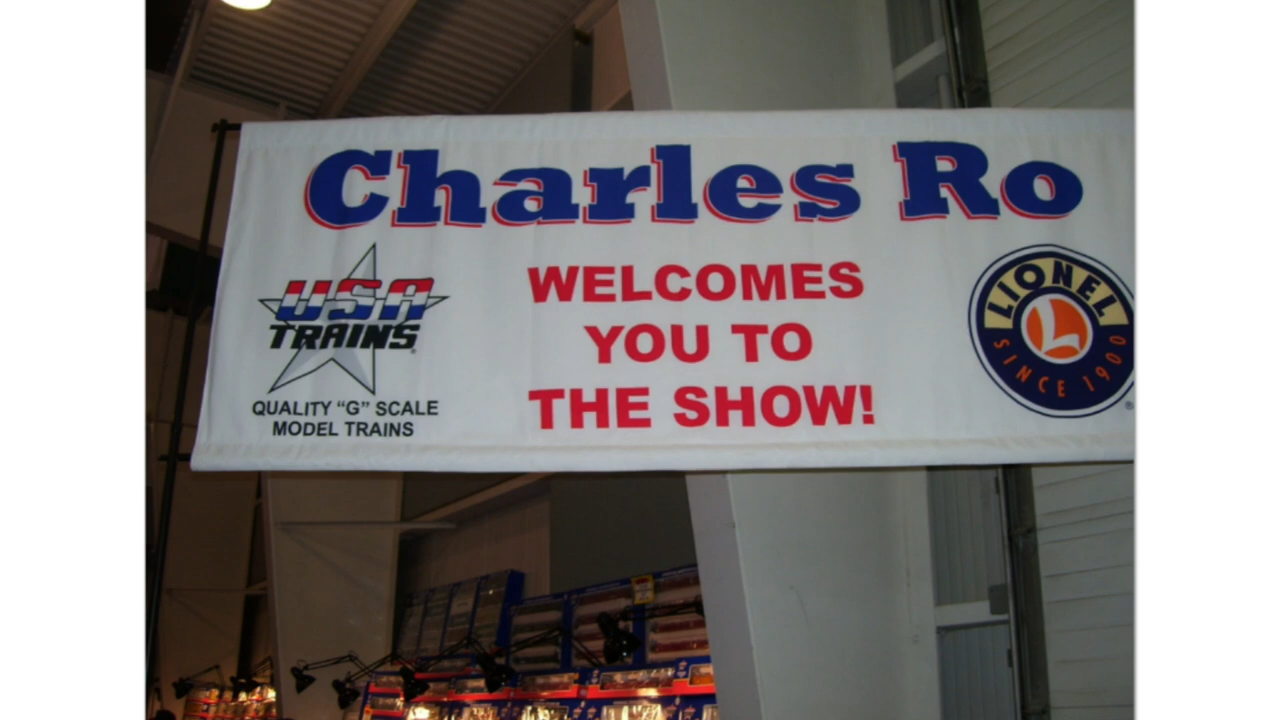 Charles Ro
USA
TRAINS
QUALITY “G” SCALE
MODEL TRAINS
WELCOMES
YOU TO
THE SHOW!
LIONEL
L
SINCE 1900